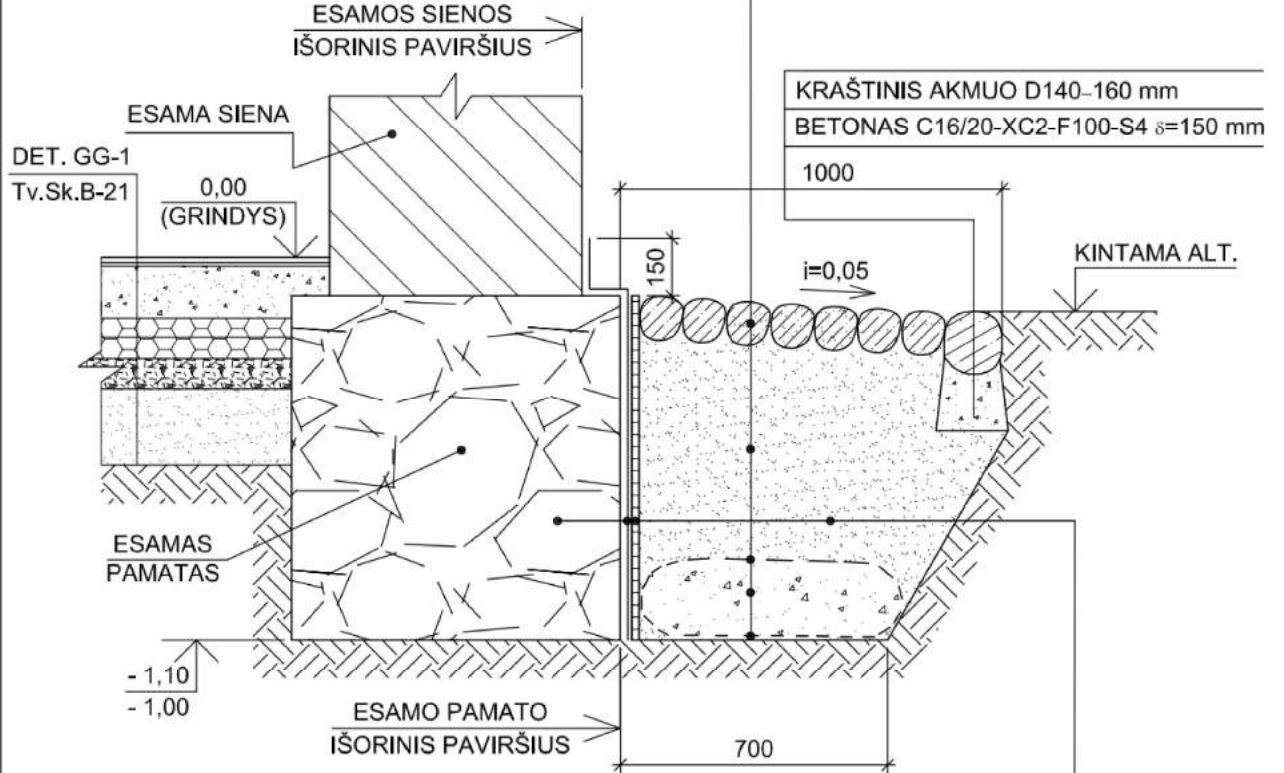 ESAMOS SIENOS
IŠORINIS PAVIRŠIUS
KRAŠTINIS AKMUO D140–160 mm
BETONAS C16/20-XC2-F100-S4 δ=150 mm
ESAMA SIENA
DET. GG-1
Tv.Sk.B-21
0,00
(GRINDYS)
1000
150
i=0,05
KINTAMA ALT.
ESAMAS
PAMATAS
- 1,10
- 1,00
ESAMO PAMATO
IŠORINIS PAVIRŠIUS
700